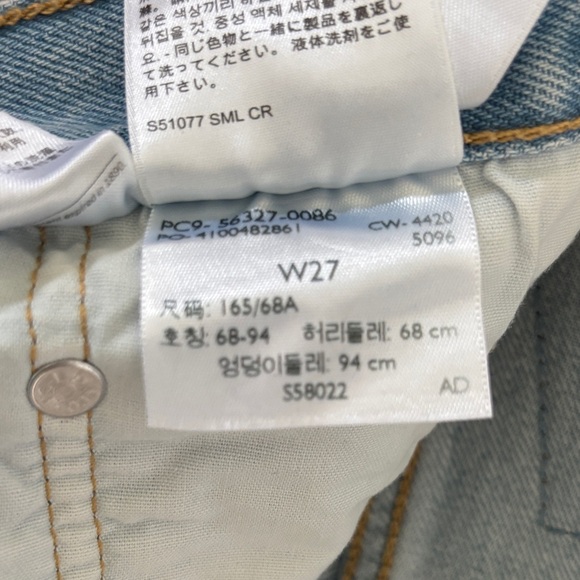 같은 색상끼리
뒤집을 것. 중성 액체 세제를
요. - 同じ色物と一緒に製品を裏返し
て洗ってください。液体洗剤をご使
用下さい。
S51077 SML CR
PC9- 56327-0086
CW- 4420
PO- 4100482861
5096
W27
尺码: 165/68A
호칭: 68-94 허리둘레: 68 cm
엉덩이둘레: 94 cm
S58022 AD